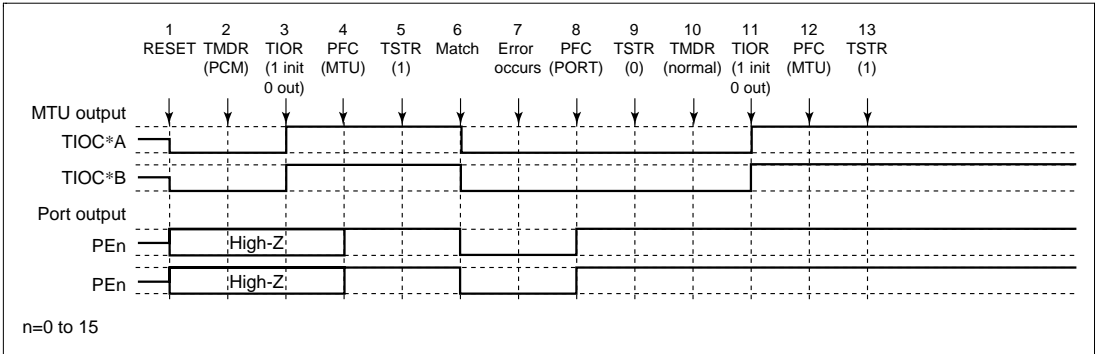 1 2 3 4 5 6 7 8 9 10 11 12 13
RESET TMDR TIOR PFC TSTR Match Error PFC TSTR TMDR TIOR PFC TSTR
(PCM) (1 init (MTU) (1) occurs (PORT) (0) (normal) (1 init (MTU) (1)
0 out) 0 out)
MTU output
TIOC*A
TIOC*B
Port output
PEn High-Z
PEn High-Z
n=0 to 15